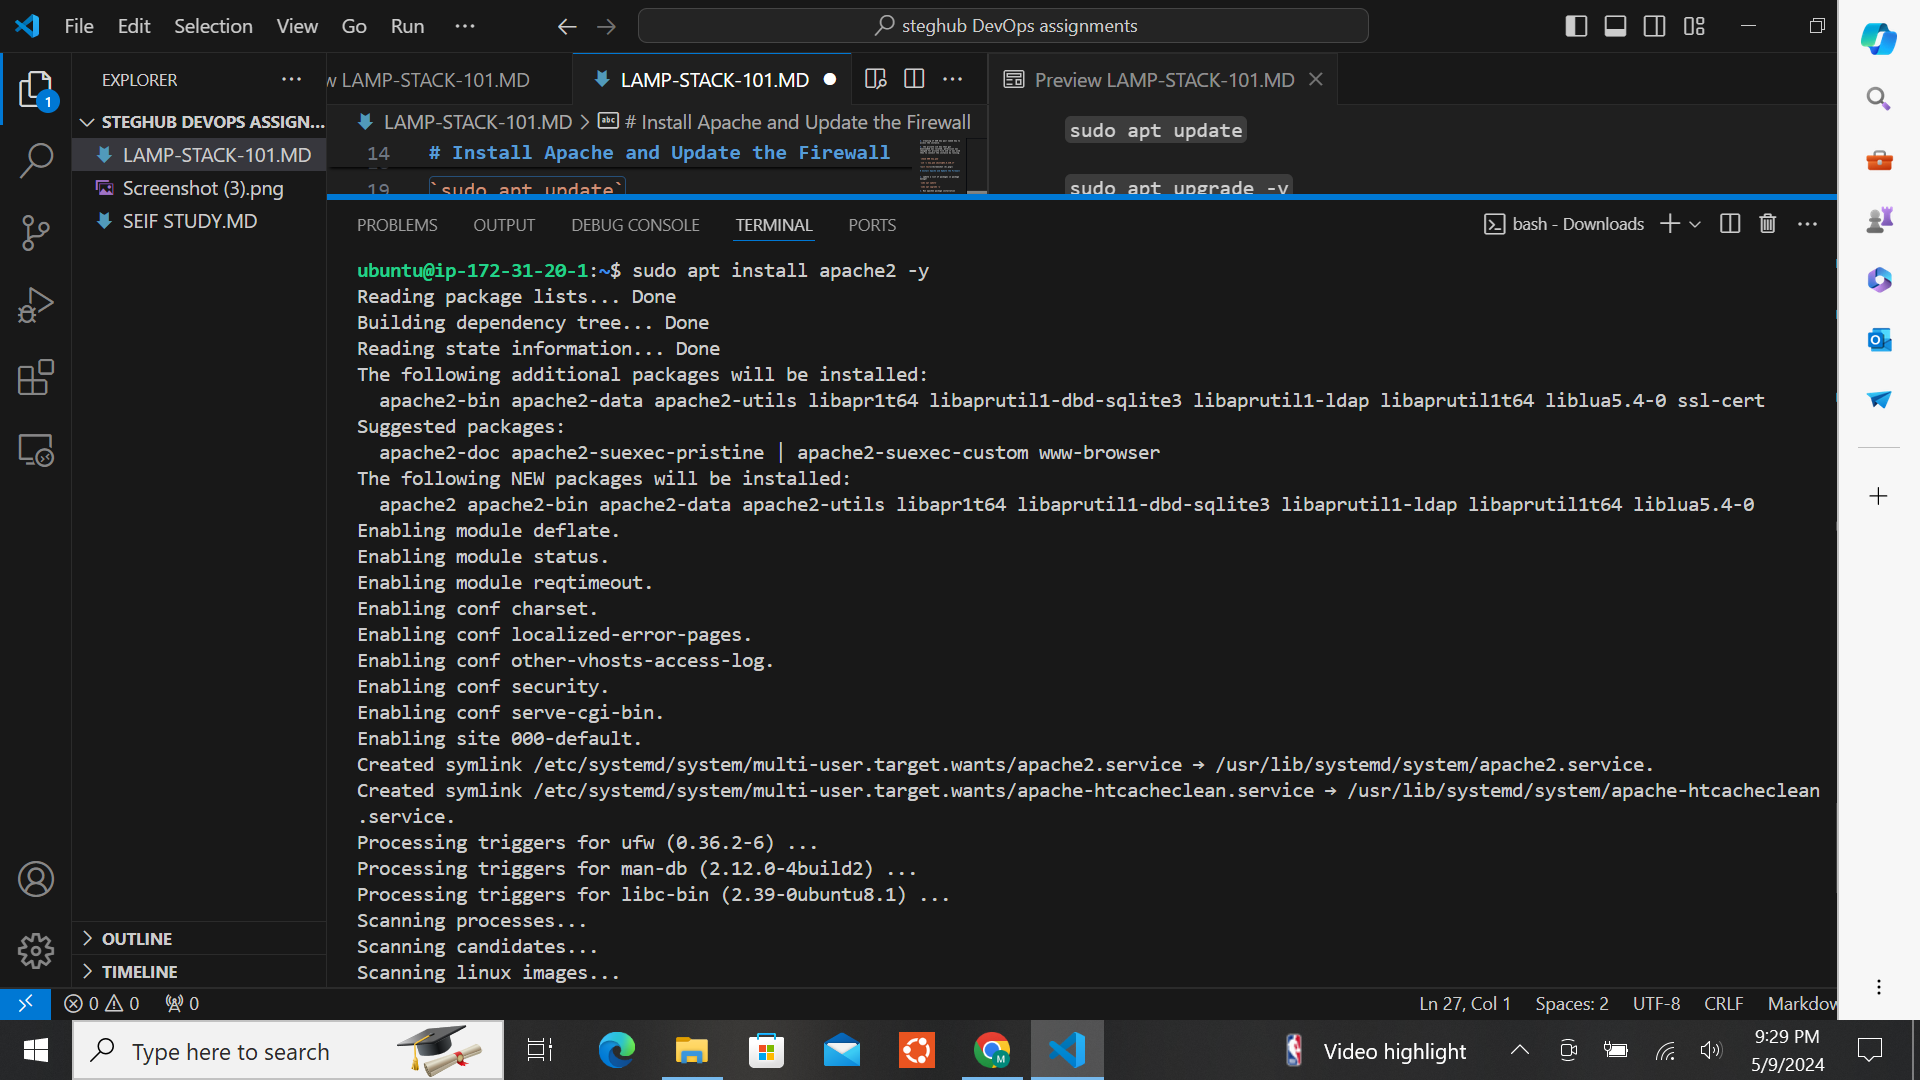 File Edit Selection View Go Run ···
steghub DevOps assignments
EXPLORER ···
w LAMP-STACK-101.MD
LAMP-STACK-101.MD
Preview LAMP-STACK-101.MD
STEGHUB DEVOPS ASSIGN...
LAMP-STACK-101.MD
Screenshot (3).png
SEIF STUDY.MD
LAMP-STACK-101.MD > # Install Apache and Update the Firewall
14 # Install Apache and Update the Firewall
19 `sudo apt update`
sudo apt update
sudo apt upgrade -y
PROBLEMS OUTPUT DEBUG CONSOLE TERMINAL PORTS
bash - Downloads
ubuntu@ip-172-31-20-1:~$ sudo apt install apache2 -y
Reading package lists... Done
Building dependency tree... Done
Reading state information... Done
The following additional packages will be installed:
apache2-bin apache2-data apache2-utils libapr1t64 libaprutil1-dbd-sqlite3 libaprutil1-ldap libaprutil1t64 liblua5.4-0 ssl-cert
Suggested packages:
apache2-doc apache2-suexec-pristine | apache2-suexec-custom www-browser
The following NEW packages will be installed:
apache2 apache2-bin apache2-data apache2-utils libapr1t64 libaprutil1-dbd-sqlite3 libaprutil1-ldap libaprutil1t64 liblua5.4-0
Enabling module deflate.
Enabling module status.
Enabling module reqtimeout.
Enabling conf charset.
Enabling conf localized-error-pages.
Enabling conf other-vhosts-access-log.
Enabling conf security.
Enabling conf serve-cgi-bin.
Enabling site 000-default.
Created symlink /etc/systemd/system/multi-user.target.wants/apache2.service → /usr/lib/systemd/system/apache2.service.
Created symlink /etc/systemd/system/multi-user.target.wants/apache-htcacheclean.service → /usr/lib/systemd/system/apache-htcacheclean
.service.
Processing triggers for ufw (0.36.2-6) ...
Processing triggers for man-db (2.12.0-4build2) ...
Processing triggers for libc-bin (2.39-0ubuntu8.1) ...
Scanning processes...
Scanning candidates...
Scanning linux images...
OUTLINE
TIMELINE
1
0 0 0
Ln 27, Col 1 Spaces: 2 UTF-8 CRLF Markdow
Type here to search
Video highlight
9:29 PM
5/9/2024